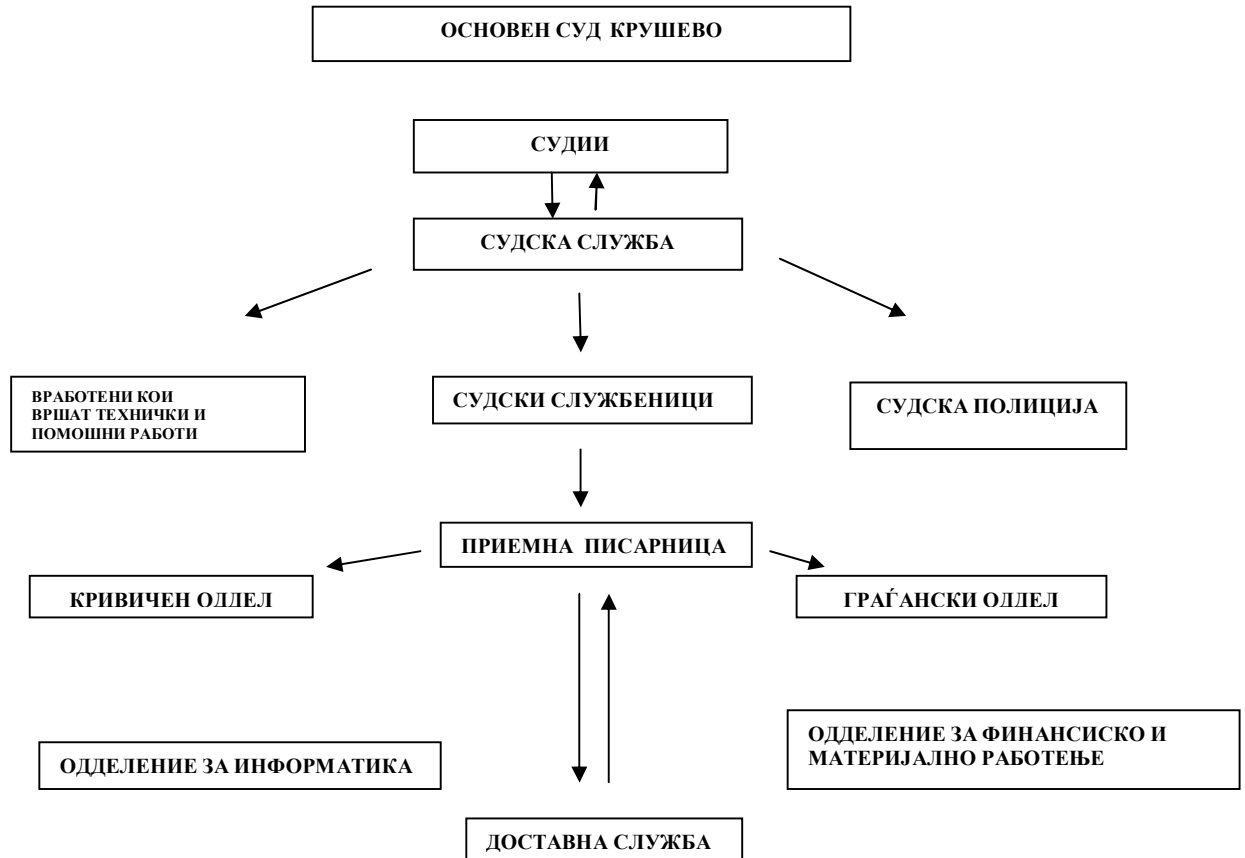 ОСНОВЕН СУД КРУШЕВО
СУДИИ
СУДСКА СЛУЖБА
ВРАБОТЕНИ КОИ
ВРШАТ ТЕХНИЧКИ И
ПОМОШНИ РАБОТИ
СУДСКИ СЛУЖБЕНИЦИ
СУДСКА ПОЛИЦИЈА
ПРИЕМНА ПИСАРНИЦА
КРИВИЧЕН ОДДЕЛ
ГРАЃАНСКИ ОДДЕЛ
ОДДЕЛЕНИЕ ЗА ИНФОРМАТИКА
ОДДЕЛЕНИЕ ЗА ФИНАНСИСКО И
МАТЕРИЈАЛНО РАБОТЕЊЕ
ДОСТАВНА СЛУЖБА